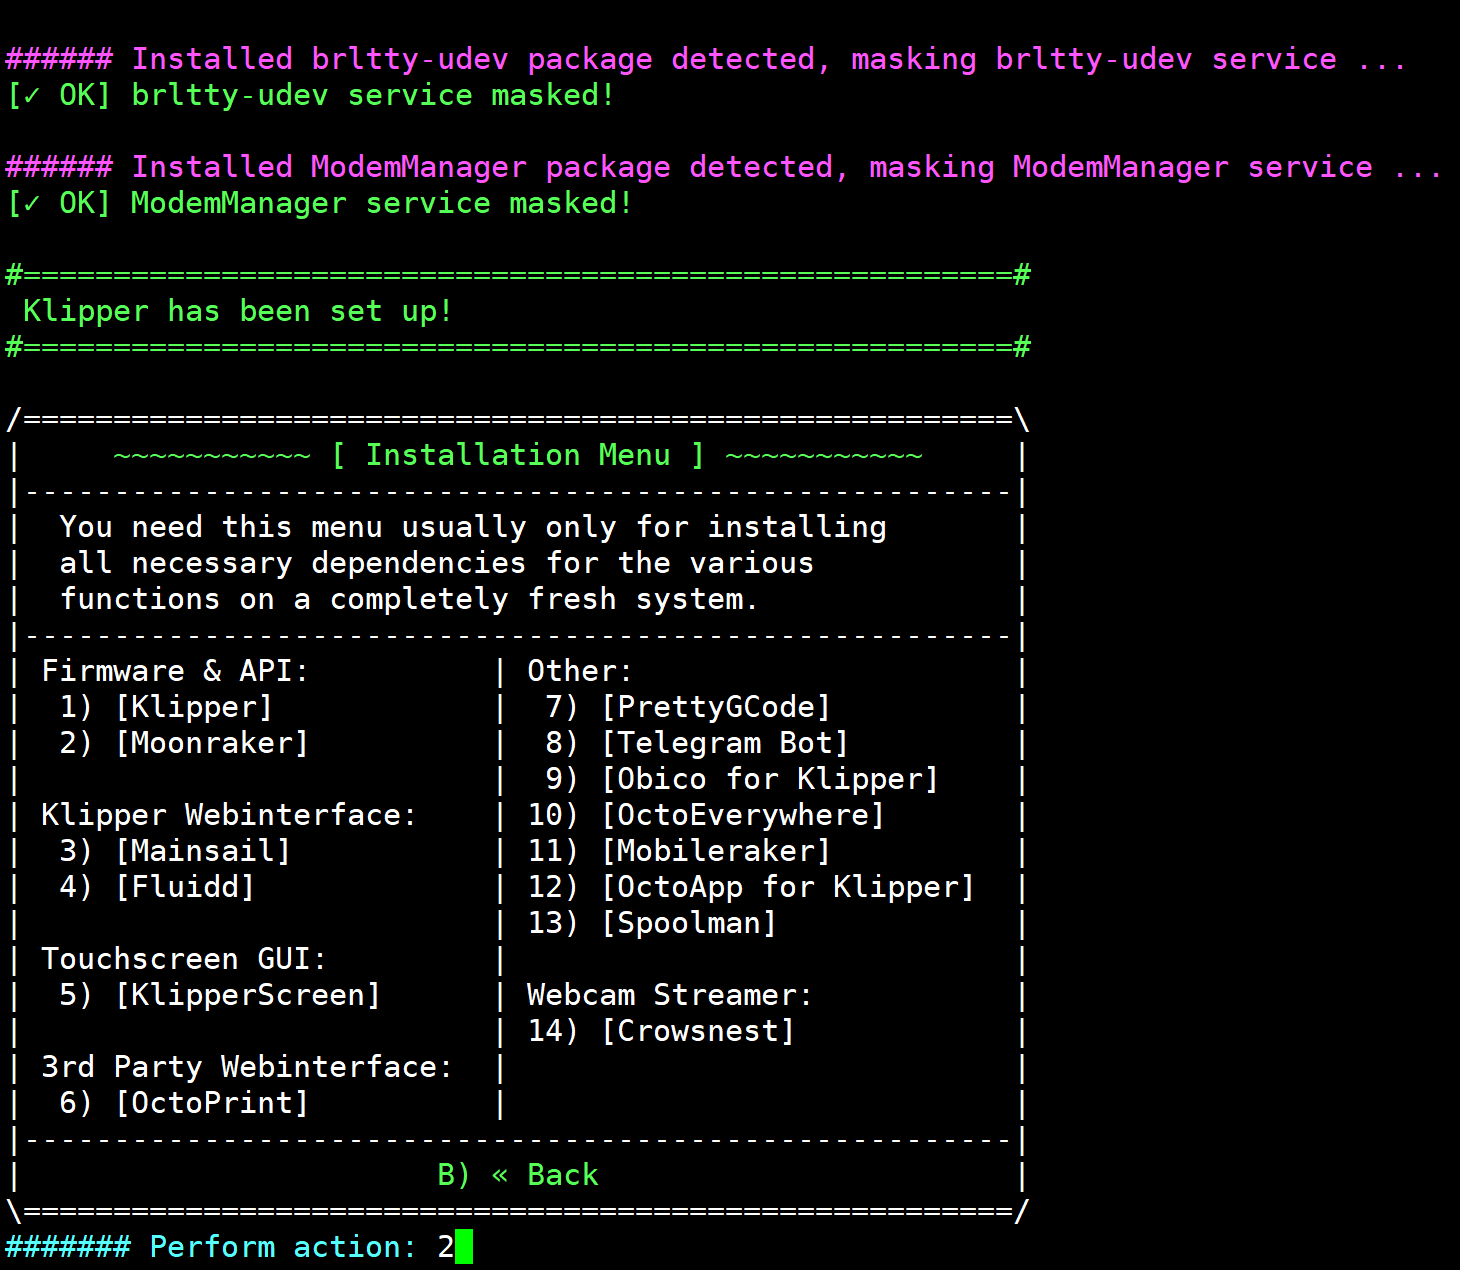 ###### Installed brltty-udev package detected, masking brltty-udev service ...
[✓ OK] brltty-udev service masked!

###### Installed ModemManager package detected, masking ModemManager service ...
[✓ OK] ModemManager service masked!

#=======================================================#
 Klipper has been set up!
#=======================================================#

/=======================================================\
|     ~~~~~~~~~~~ [ Installation Menu ] ~~~~~~~~~~~     |
|-------------------------------------------------------|
|  You need this menu usually only for installing       |
|  all necessary dependencies for the various           |
|  functions on a completely fresh system.              |
|-------------------------------------------------------|
| Firmware & API:          | Other:                     |
|  1) [Klipper]            |  7) [PrettyGCode]          |
|  2) [Moonraker]          |  8) [Telegram Bot]         |
|                          |  9) [Obico for Klipper]    |
| Klipper Webinterface:    | 10) [OctoEverywhere]       |
|  3) [Mainsail]           | 11) [Mobileraker]          |
|  4) [Fluidd]             | 12) [OctoApp for Klipper]  |
|                          | 13) [Spoolman]             |
| Touchscreen GUI:         |                            |
|  5) [KlipperScreen]      | Webcam Streamer:           |
|                          | 14) [Crowsnest]            |
| 3rd Party Webinterface:  |                            |
|  6) [OctoPrint]          |                            |
|-------------------------------------------------------|
|                       B) « Back                       |
\=======================================================/
####### Perform action: 2